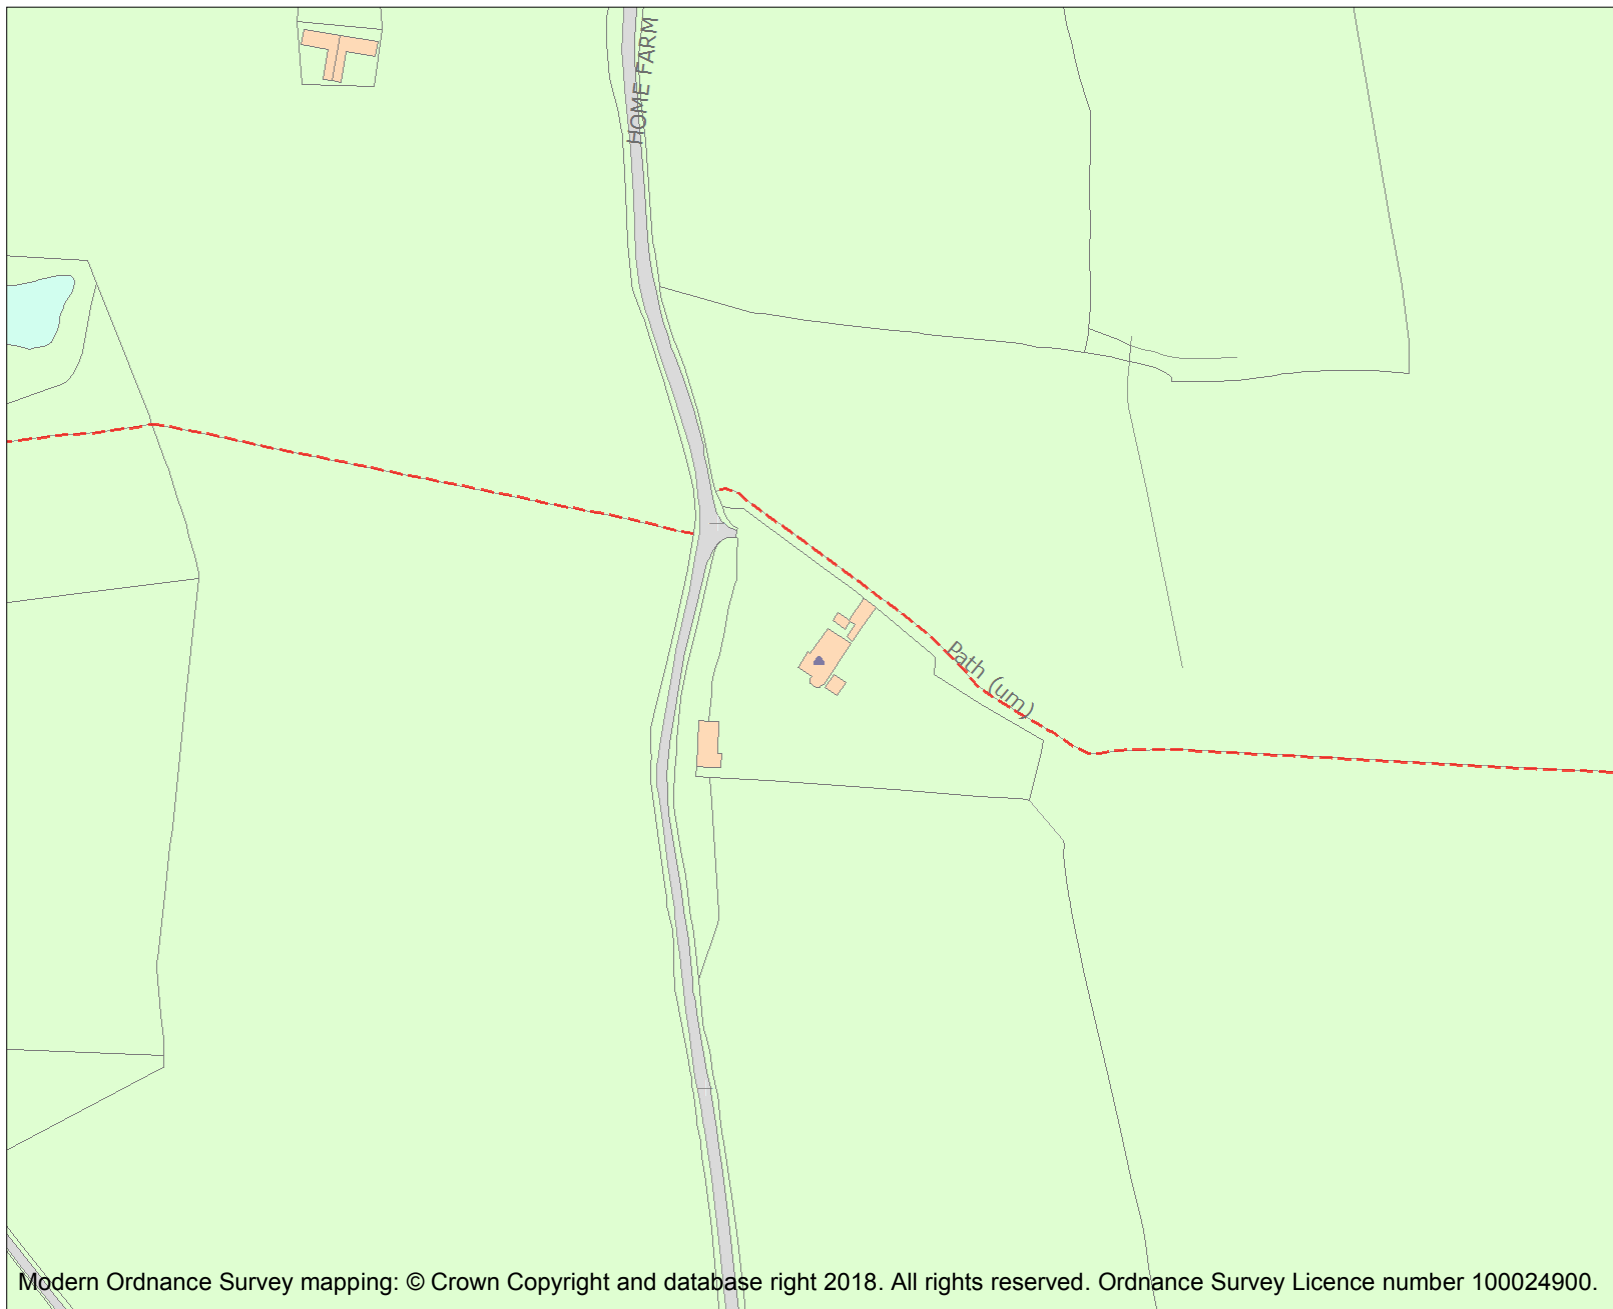 HOME FARM
Path (um)
Modern Ordnance Survey mapping: © Crown Copyright and database right 2018. All rights reserved. Ordnance Survey Licence number 100024900.